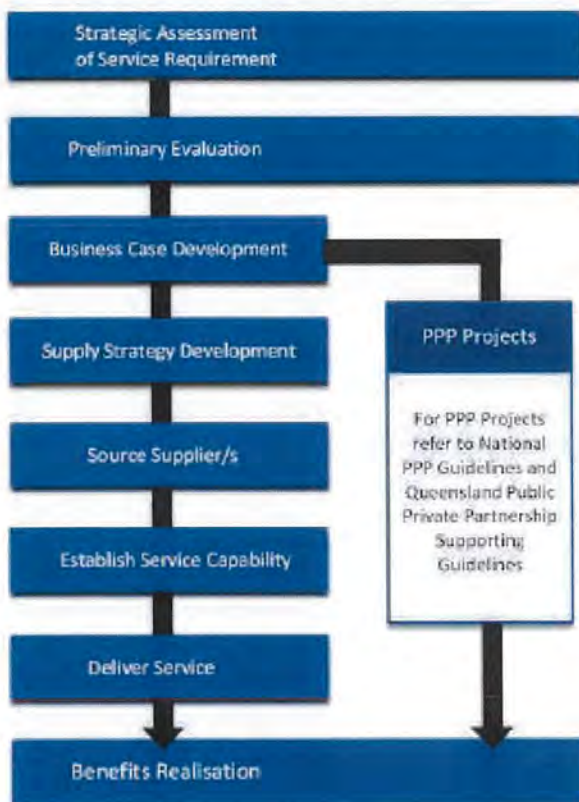 Strategic Assessment
of Service Requirement
Preliminary Evaluation
Business Case Development
Supply Strategy Development
PPP Projects
For PPP Projects
refer to National
PPP Guidelines and
Queensland Public
Private Partnership
Supporting
Guidelines
Source Supplier/s
Establish Service Capability
Deliver Service
Benefits Realisation